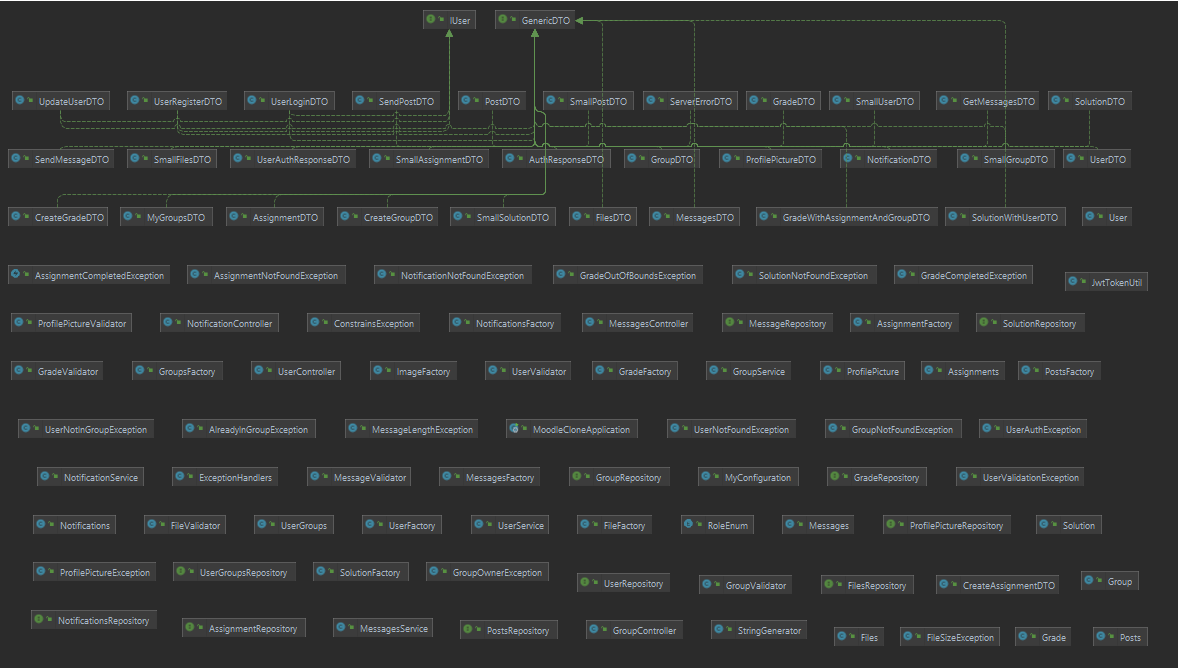 IUser
GenericDTO
UpdateUserDTO
UserRegisterDTO
UserLoginDTO
SendPostDTO
PostDTO
SmallPostDTO
ServerErrorDTO
GradeDTO
SmallUserDTO
GetMessagesDTO
SolutionDTO
SendMessageDTO
SmallFilesDTO
UserAuthResponseDTO
SmallAssignmentDTO
AuthResponseDTO
GroupDTO
ProfilePictureDTO
NotificationDTO
SmallGroupDTO
UserDTO
CreateGradeDTO
MyGroupsDTO
AssignmentDTO
CreateGroupDTO
SmallSolutionDTO
FilesDTO
MessagesDTO
GradeWithAssignmentAndGroupDTO
SolutionWithUserDTO
User
AssignmentCompletedException
AssignmentNotFoundException
NotificationNotFoundException
GradeOutOfBoundsException
SolutionNotFoundException
GradeCompletedException
JwtTokenUtil
ProfilePictureValidator
NotificationController
ConstrainsException
NotificationsFactory
MessagesController
MessageRepository
AssignmentFactory
SolutionRepository
GradeValidator
GroupsFactory
UserController
ImageFactory
UserValidator
GradeFactory
GroupService
ProfilePicture
Assignments
PostsFactory
UserNotInGroupException
AlreadyInGroupException
MessageLengthException
MoodleCloneApplication
UserNotFoundException
GroupNotFoundException
UserAuthException
NotificationService
ExceptionHandlers
MessageValidator
MessagesFactory
GroupRepository
MyConfiguration
GradeRepository
UserValidationException
Notifications
FileValidator
UserGroups
UserFactory
UserService
FileFactory
RoleEnum
Messages
ProfilePictureRepository
Solution
ProfilePictureException
UserGroupsRepository
SolutionFactory
GroupOwnerException
UserRepository
GroupValidator
FilesRepository
CreateAssignmentDTO
Group
NotificationsRepository
AssignmentRepository
MessagesService
PostsRepository
GroupController
StringGenerator
Files
FileSizeException
Grade
Posts